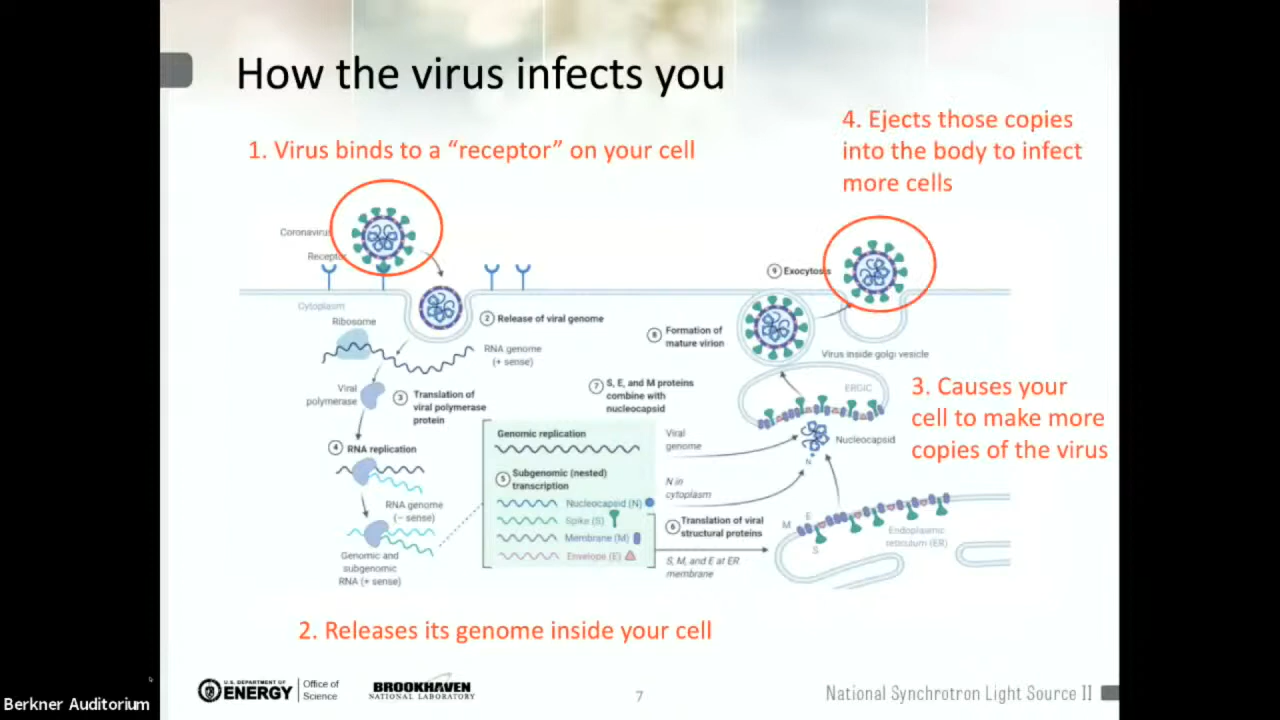 How the virus infects you
1. Virus binds to a “receptor” on your cell
4. Ejects those copies
into the body to infect
more cells
Coronavirus
Receptor
9 Exocytosis
Cytoplasm
Ribosome
2 Release of viral genome
RNA genome
(+ sense)
8 Formation of
mature virion
Virus inside golgi vesicle
Viral
polymerase
3 Translation of
viral polymerase
protein
7 S, E, and M proteins
combine with
nucleocapsid
ERGIC
3. Causes your
cell to make more
copies of the virus
4 RNA replication
Genomic replication
Viral
genome
Nucleocapsid
N
5 Subgenomic (nested)
transcription
N in
cytoplasm
RNA genome
(− sense)
Nucleocapsid (N)
Spike (S)
Membrane (M)
Envelope (E)
6 Translation of viral
structural proteins
M
E
S
Endoplasmic
reticulum (ER)
Genomic and
subgenomic
RNA (+ sense)
S, M, and E at ER
membrane
2. Releases its genome inside your cell
U.S. DEPARTMENT OF
ENERGY
Office of
Science
BROOKHAVEN
NATIONAL LABORATORY
7
National Synchrotron Light Source II
Berkner Auditorium